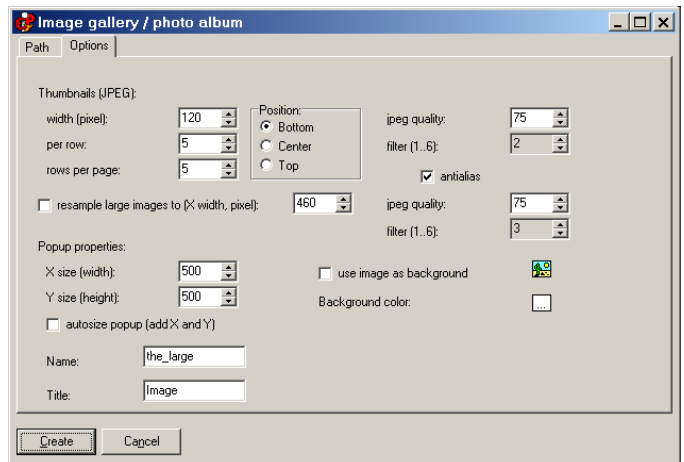 Image gallery / photo album
Path Options
Thumbnails (JPEG):
width (pixel): 120
per row: 5
rows per page: 5
Position:
Bottom
Center
Top
jpeg quality: 75
filter (1..6): 2
antialias
resample large images to (X width, pixel): 460
jpeg quality: 75
filter (1..6): 3
Popup properties:
X size (width): 500
Y size (height): 500
autosize popup (add X and Y)
use image as background
Background color: ...
Name: the_large
Title: Image
Create Cancel